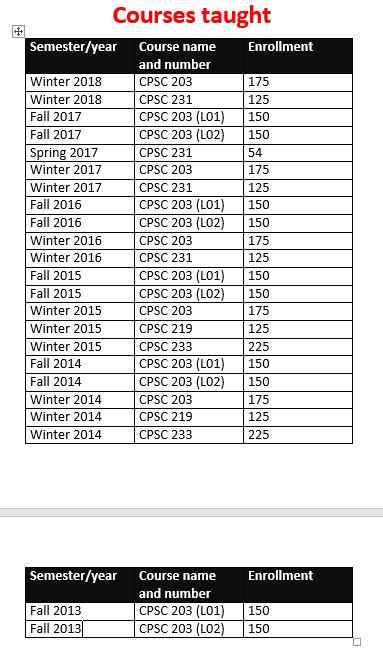 Courses taught
Semester/year Course name and number Enrollment
Winter 2018 CPSC 203 175
Winter 2018 CPSC 231 125
Fall 2017 CPSC 203 (L01) 150
Fall 2017 CPSC 203 (L02) 150
Spring 2017 CPSC 231 54
Winter 2017 CPSC 203 175
Winter 2017 CPSC 231 125
Fall 2016 CPSC 203 (L01) 150
Fall 2016 CPSC 203 (L02) 150
Winter 2016 CPSC 203 175
Winter 2016 CPSC 231 125
Fall 2015 CPSC 203 (L01) 150
Fall 2015 CPSC 203 (L02) 150
Winter 2015 CPSC 203 175
Winter 2015 CPSC 219 125
Winter 2015 CPSC 233 225
Fall 2014 CPSC 203 (L01) 150
Fall 2014 CPSC 203 (L02) 150
Winter 2014 CPSC 203 175
Winter 2014 CPSC 219 125
Winter 2014 CPSC 233 225
Semester/year Course name and number Enrollment
Fall 2013 CPSC 203 (L01) 150
Fall 2013 CPSC 203 (L02) 150